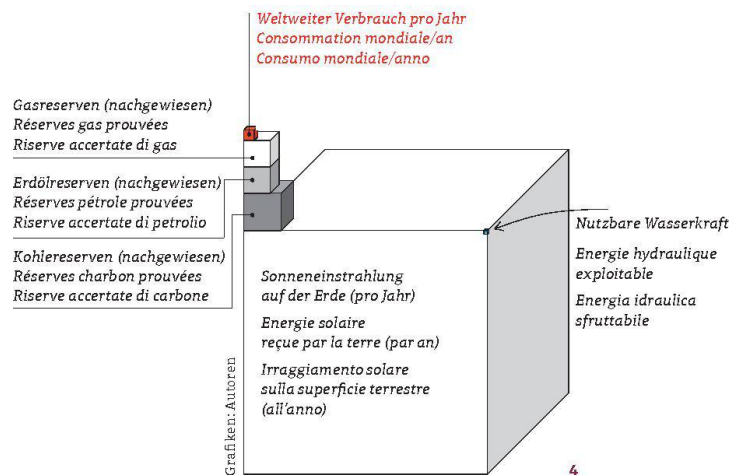 Weltweiter Verbrauch pro Jahr
Consommation mondiale/an
Consumo mondiale/anno
Gasreserven (nachgewiesen)
Réserves gas prouvées
Riserve accertate di gas
Erdölreserven (nachgewiesen)
Réserves pétrole prouvées
Riserve accertate di petrolio
Kohlereserven (nachgewiesen)
Réserves charbon prouvées
Riserve accertate di carbone
Nutzbare Wasserkraft
Energie hydraulique
exploitable
Energia idraulica
sfruttabile
Sonneneinstrahlung
auf der Erde (pro Jahr)
Energie solaire
reçue par la terre (par an)
Irraggiamento solare
sulla superficie terrestre
(all'anno)
Grafiken: Autoren
4